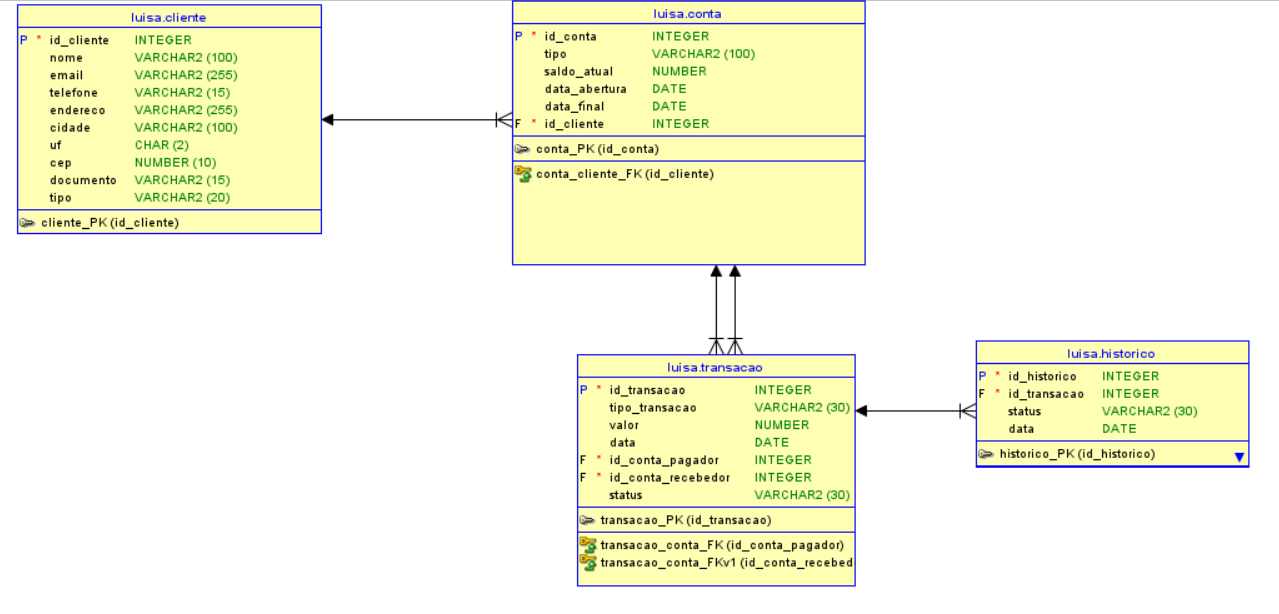 luisa.cliente
P * id_cliente INTEGER
nome VARCHAR2 (100)
email VARCHAR2 (255)
telefone VARCHAR2 (15)
endereco VARCHAR2 (255)
cidade VARCHAR2 (100)
uf CHAR (2)
cep NUMBER (10)
documento VARCHAR2 (15)
tipo VARCHAR2 (20)
cliente_PK (id_cliente)
luisa.conta
P * id_conta INTEGER
tipo VARCHAR2 (100)
saldo_atual NUMBER
data_abertura DATE
data_final DATE
F * id_cliente INTEGER
conta_PK (id_conta)
conta_cliente_FK (id_cliente)
luisa.transacao
P * id_transacao INTEGER
tipo_transacao VARCHAR2 (30)
valor NUMBER
data DATE
F * id_conta_pagador INTEGER
F * id_conta_recebedor INTEGER
status VARCHAR2 (30)
transacao_PK (id_transacao)
transacao_conta_FK (id_conta_pagador)
transacao_conta_FKv1 (id_conta_recebed
luisa.historico
P * id_historico INTEGER
F * id_transacao INTEGER
status VARCHAR2 (30)
data DATE
historico_PK (id_historico)